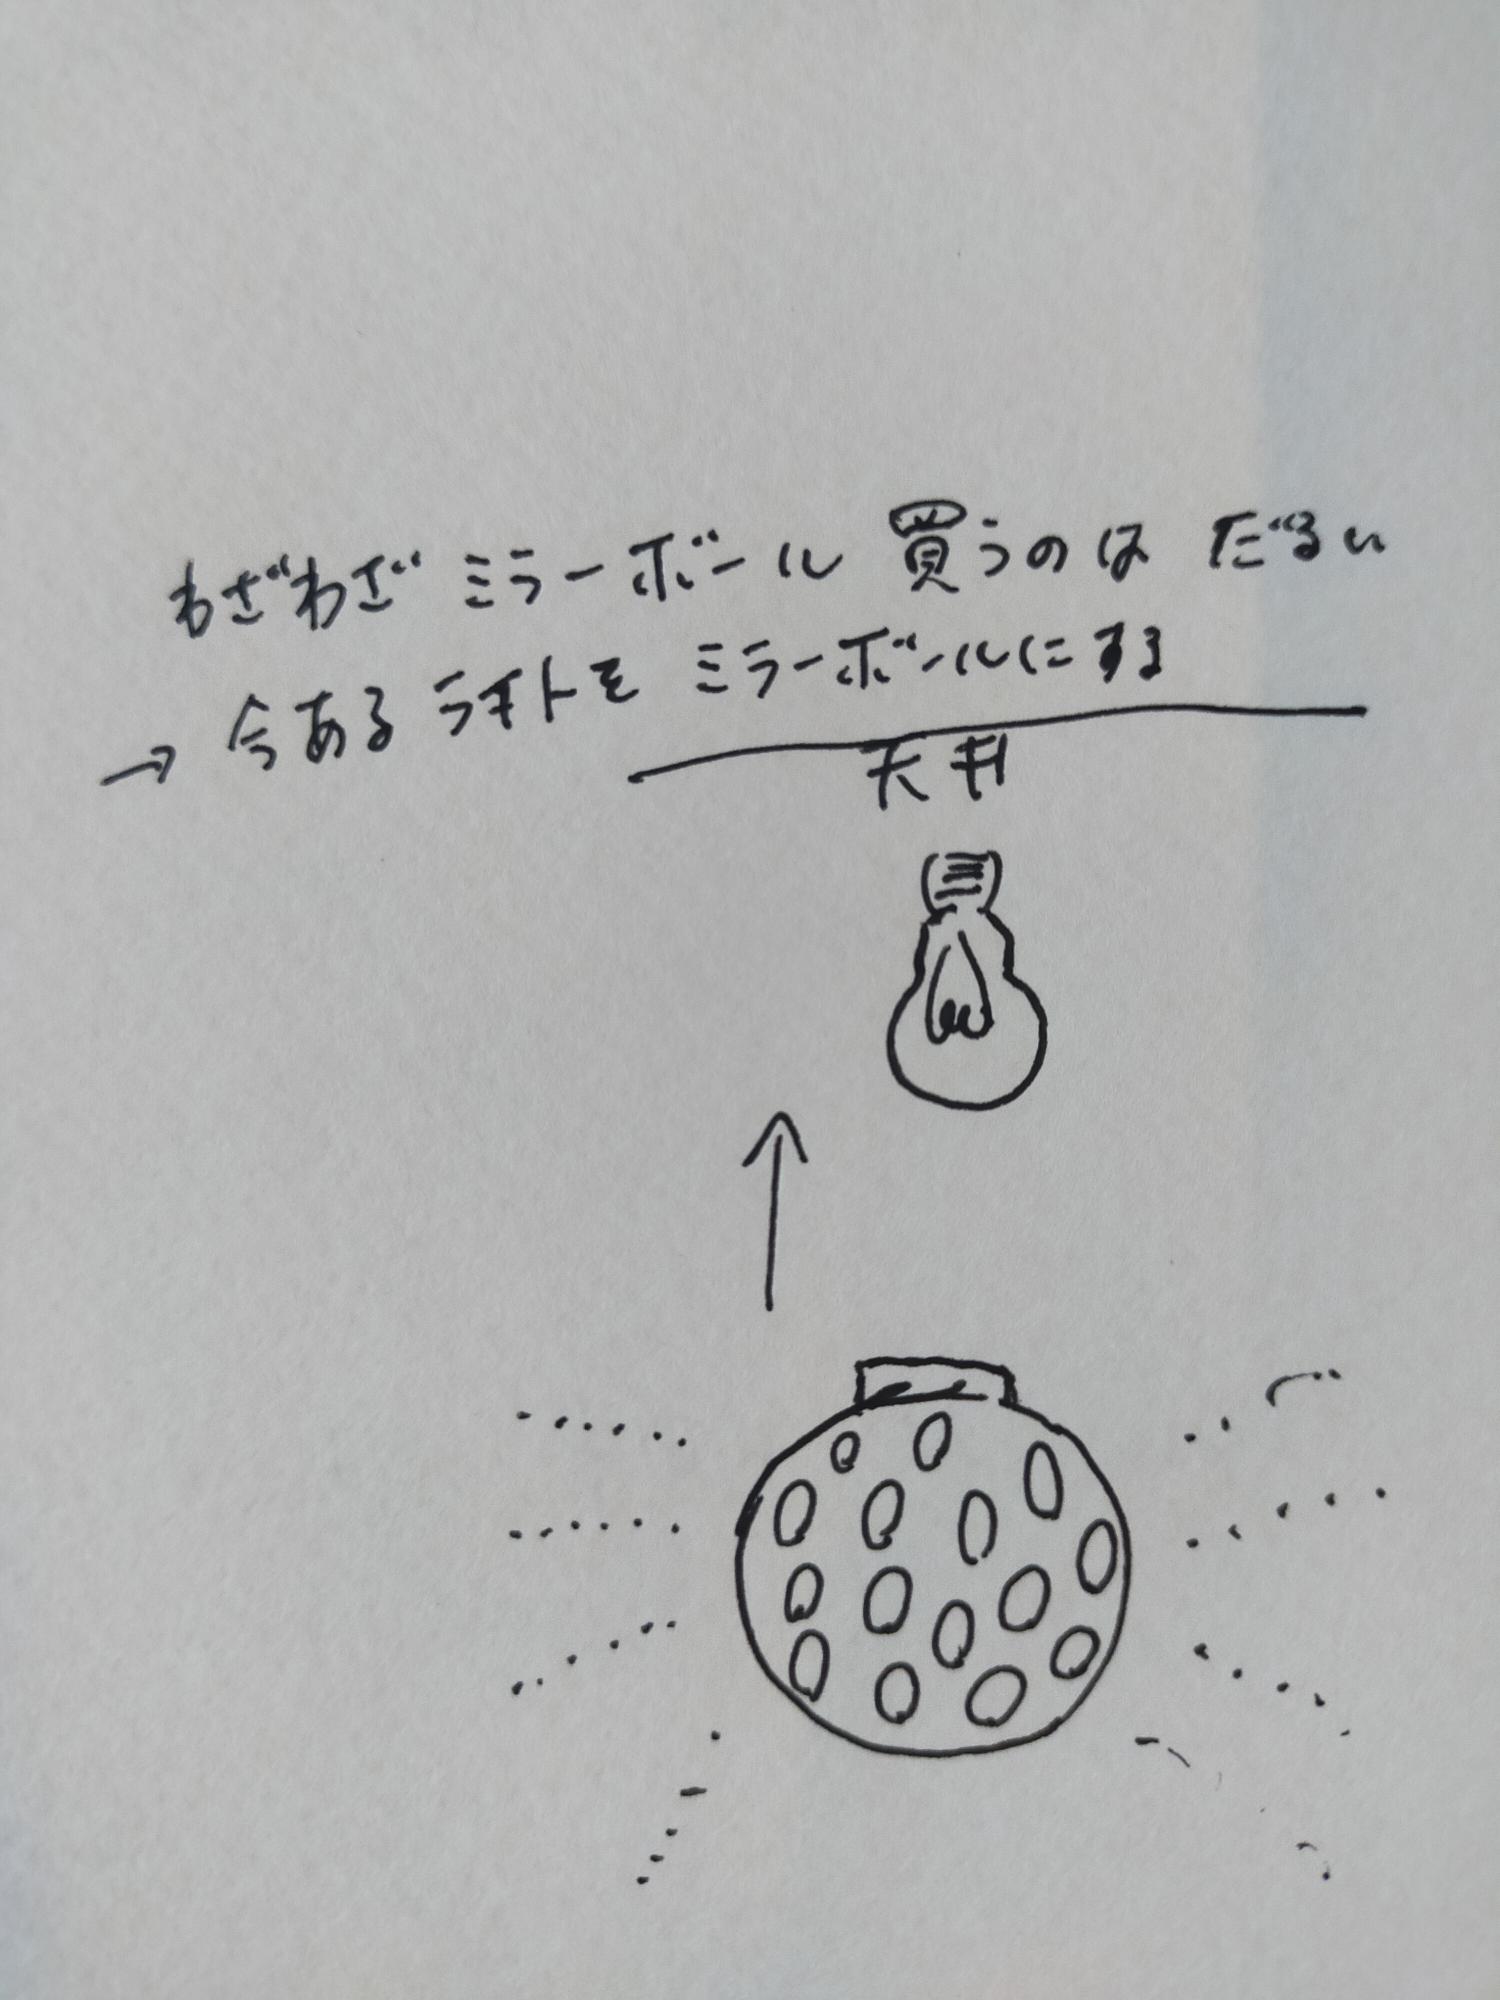 わざわざ ミラーボール 買うのは だるい
→ 今ある ライトを ミラーボールにする
天井